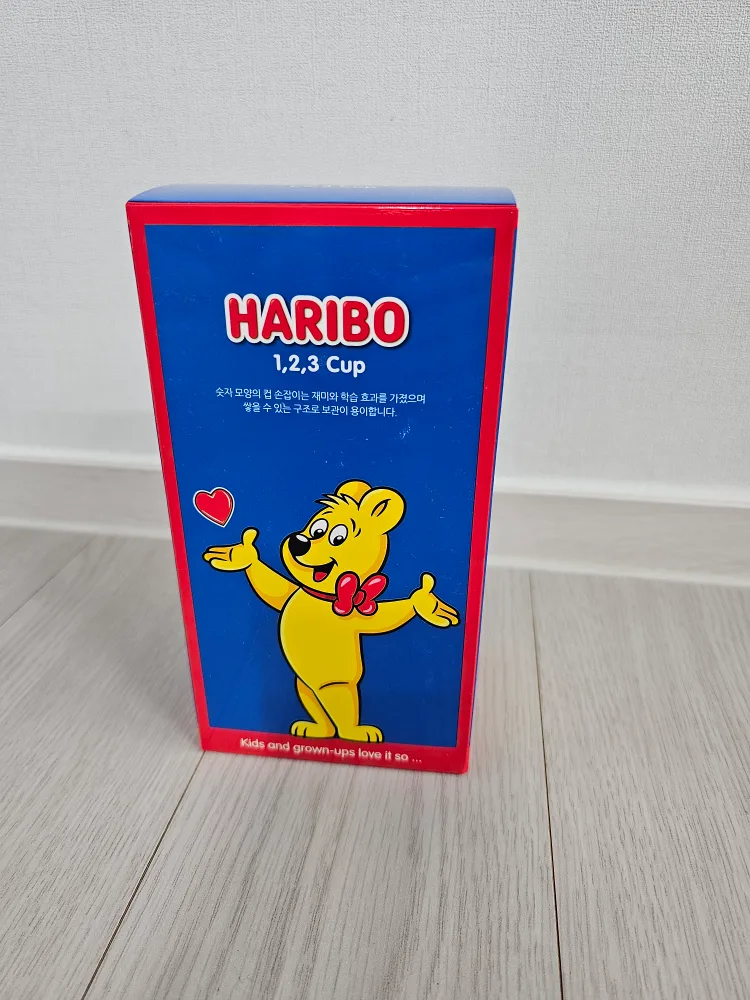 HARIBO
1,2,3 Cup
숫자 모양의 컵 손잡이는 재미와 학습 효과를 가졌으며
쌓을 수 있는 구조로 보관이 용이합니다.
Kids and grown-ups love it so ...